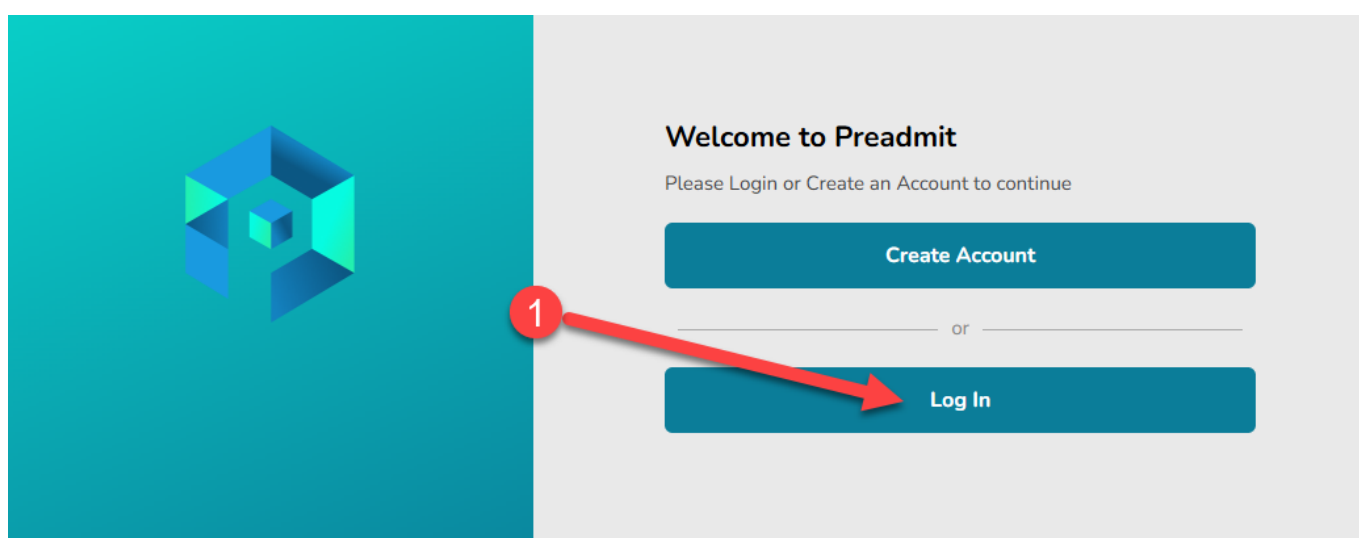 Welcome to Preadmit
Please Login or Create an Account to continue
Create Account
1
or
Log In